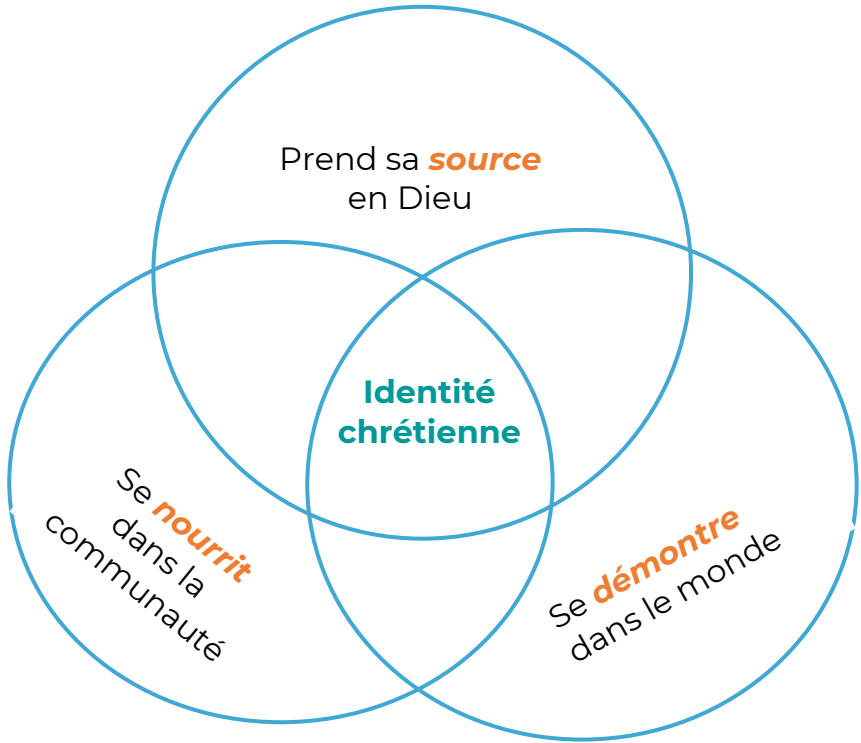 Prend sa source
en Dieu
Identité
chrétienne
Se nourrit
dans la
communauté
Se démontre
dans le monde